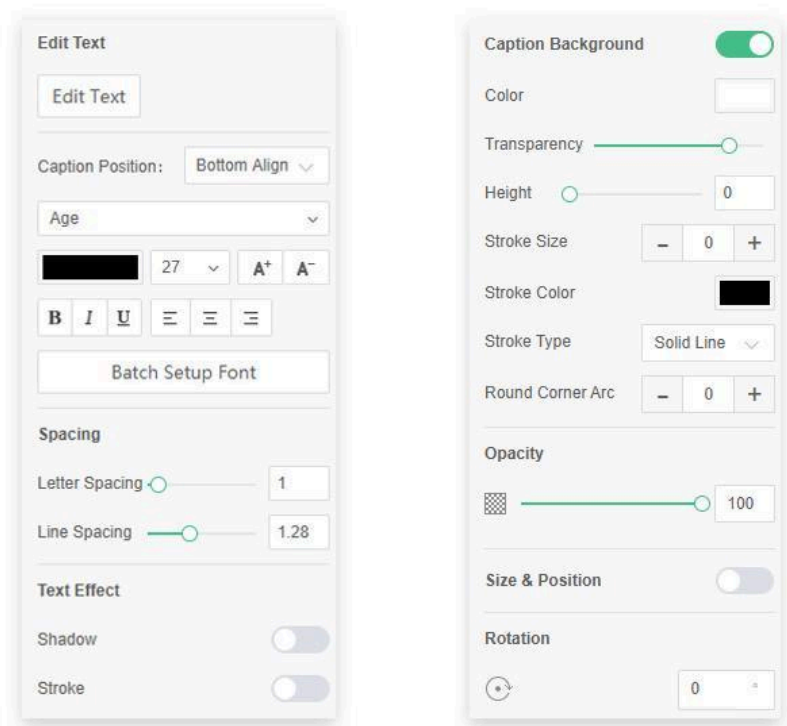 Edit Text
Edit Text
Caption Position: Bottom Align
Age
27 A+ A-
B I U
Batch Setup Font
Spacing
Letter Spacing 1
Line Spacing 1.28
Text Effect
Shadow
Stroke
Caption Background
Color
Transparency
Height 0
Stroke Size - 0 +
Stroke Color
Stroke Type Solid Line
Round Corner Arc - 0 +
Opacity
100
Size & Position
Rotation
0 °